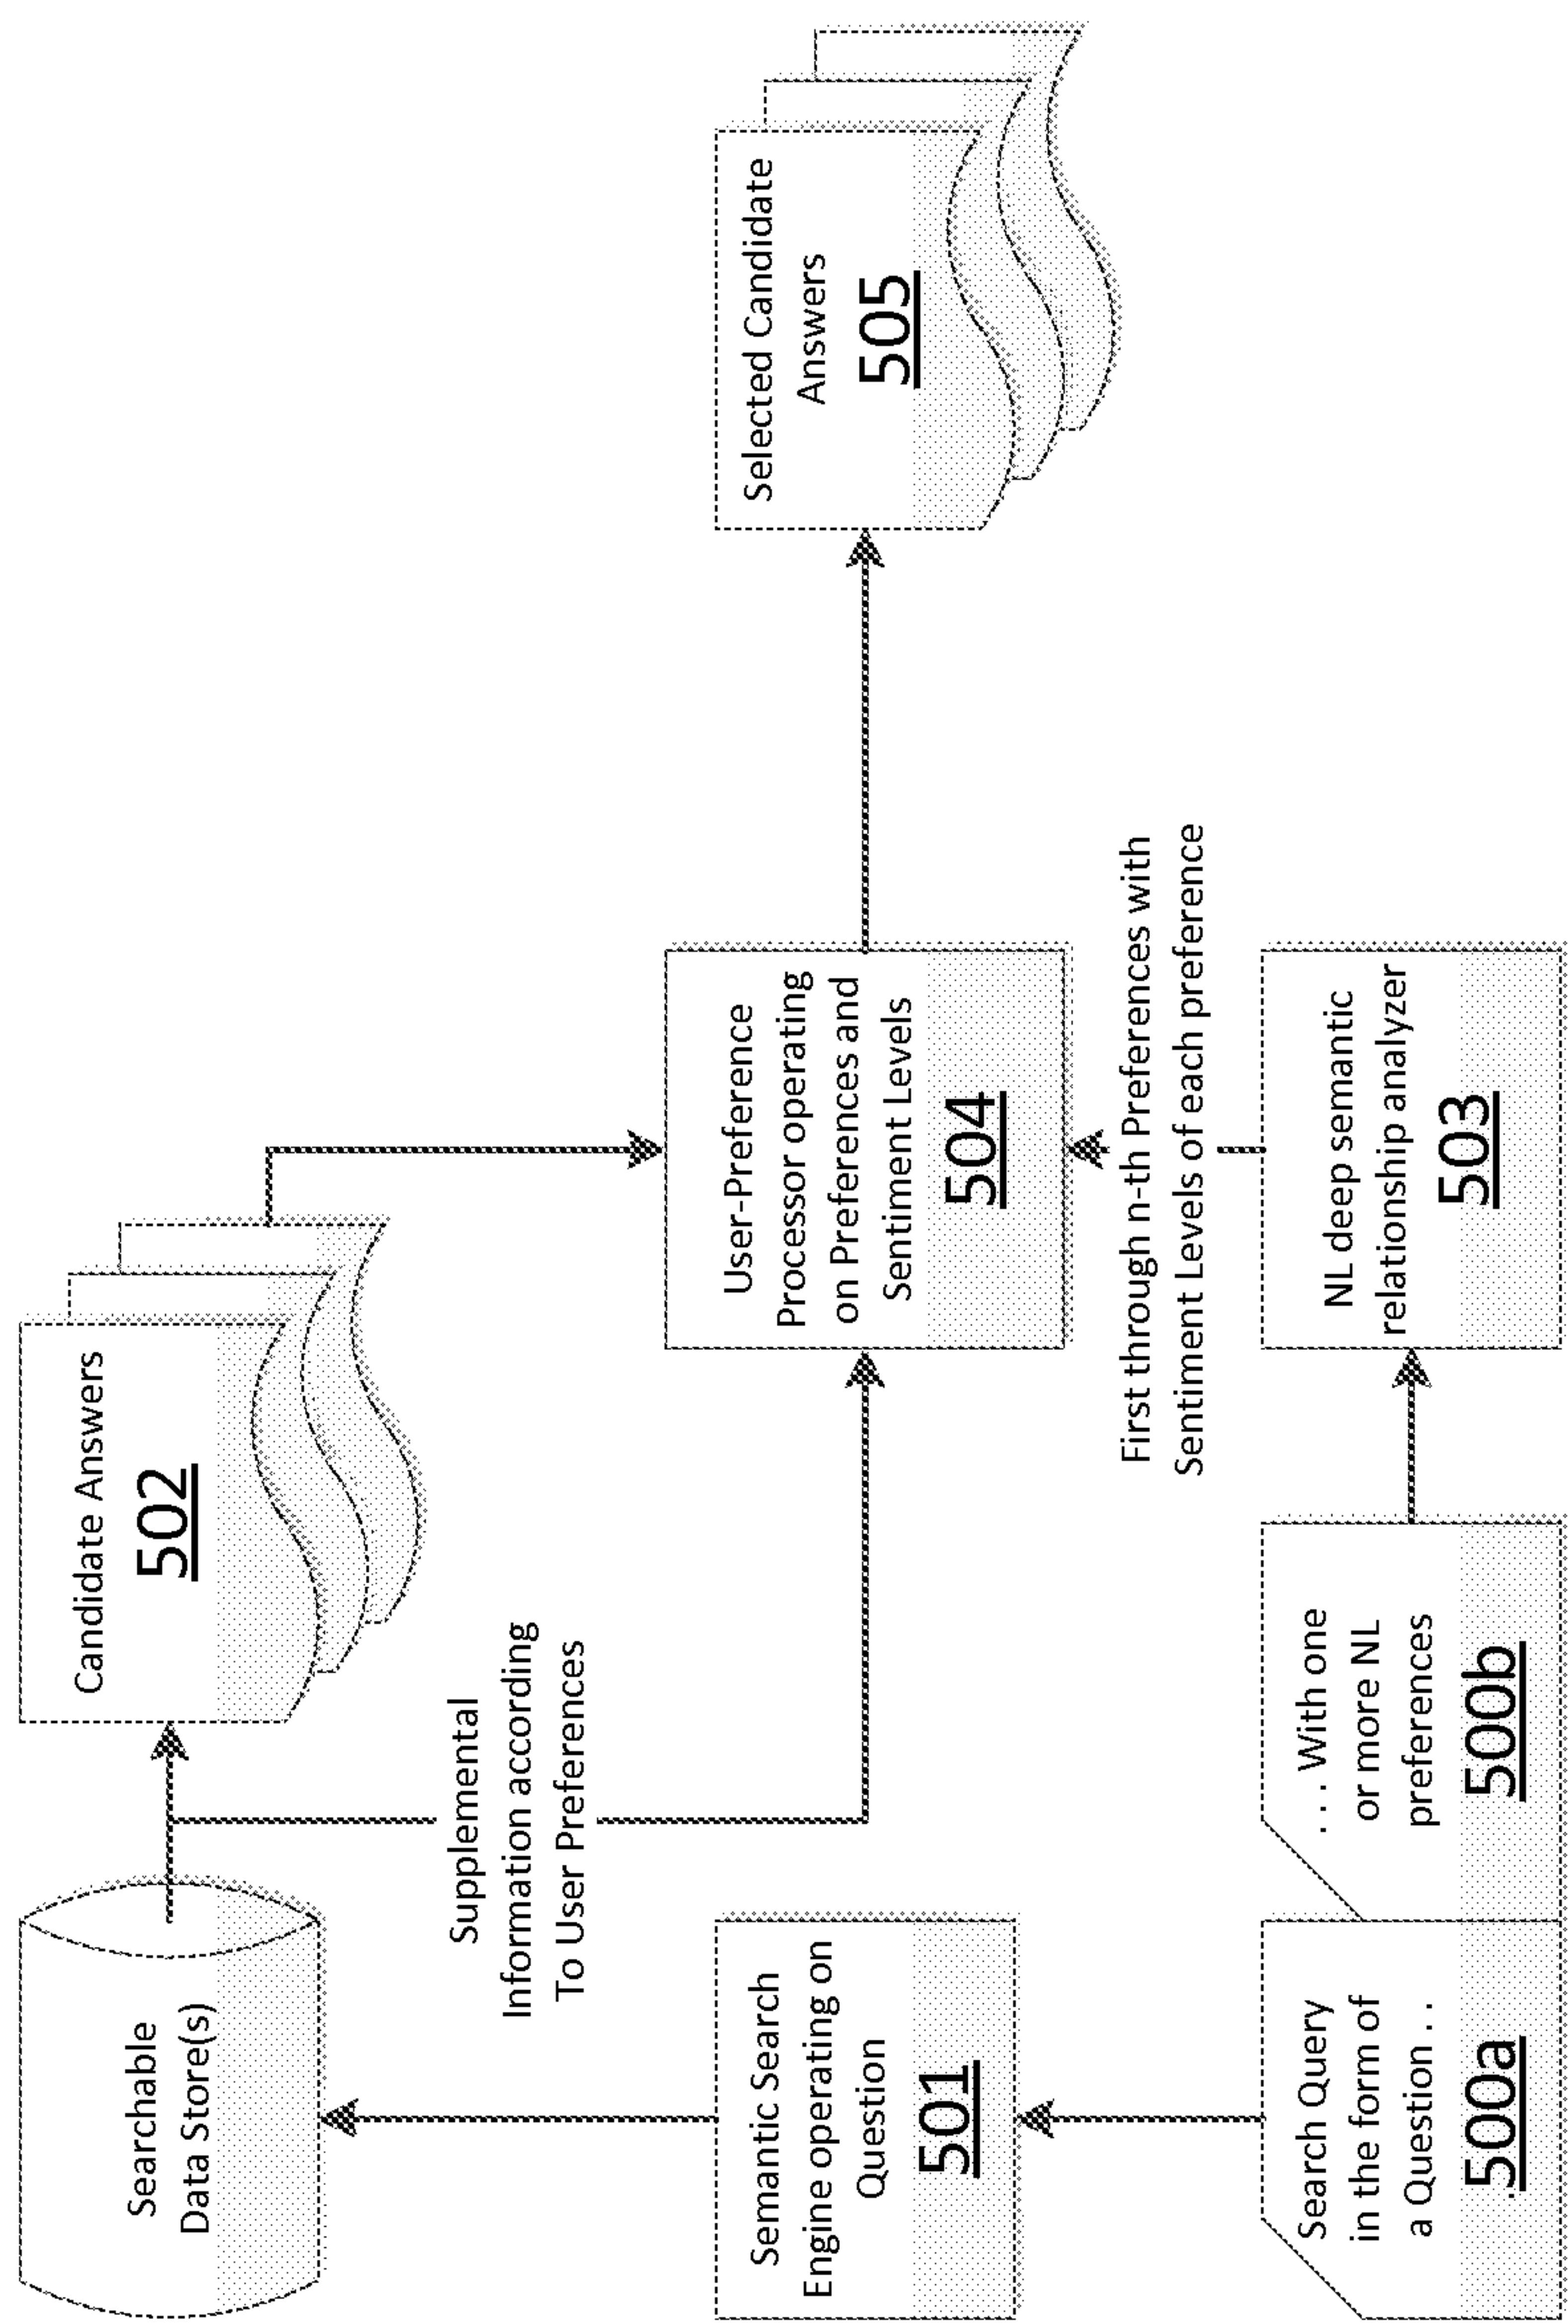 Searchable
Data Store(s)
Candidate Answers
502
Supplemental
Information according
To User Preferences
Semantic Search
Engine operating on
Question
501
User-Preference
Processor operating
on Preferences and
Sentiment Levels
504
Selected Candidate
Answers
505
First through n-th Preferences with
Sentiment Levels of each preference
Search Query
in the form of
a Question . .
.500a
. . . With one
or more NL
preferences
500b
NL deep semantic
relationship analyzer
503